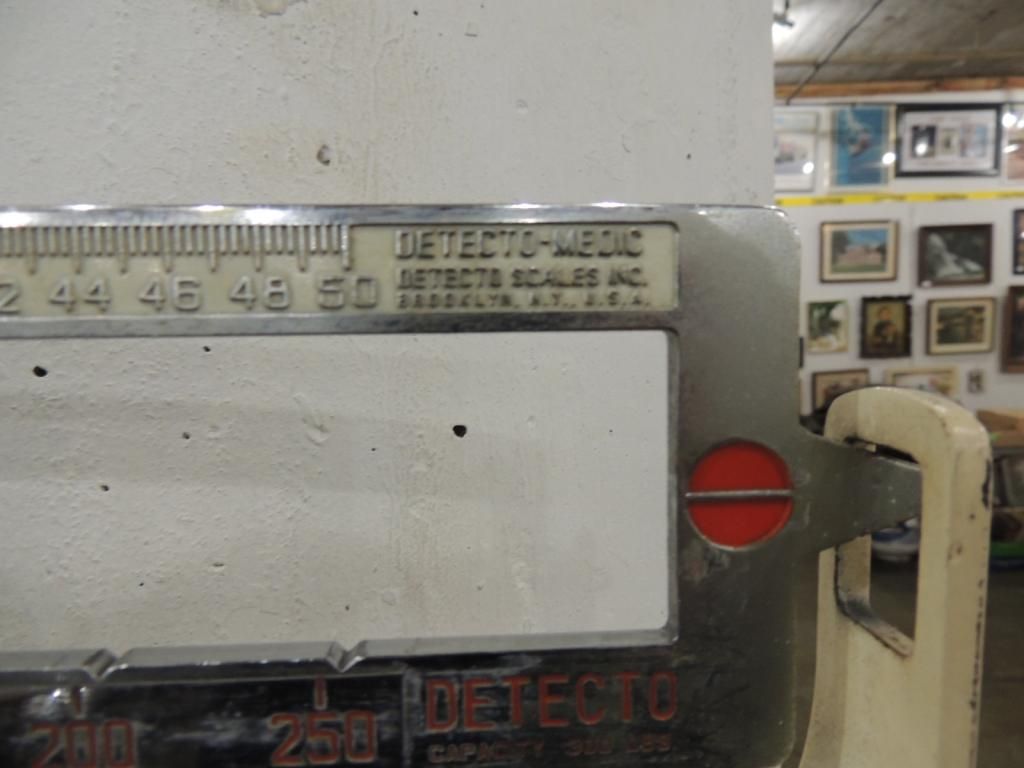 2 44 46 48 50
DETECTO-MEDIC
DETECTO SCALES INC.
BROOKLYN, N.Y., U.S.A.
200 250
DETECTO
CAPACITY 300 LBS.